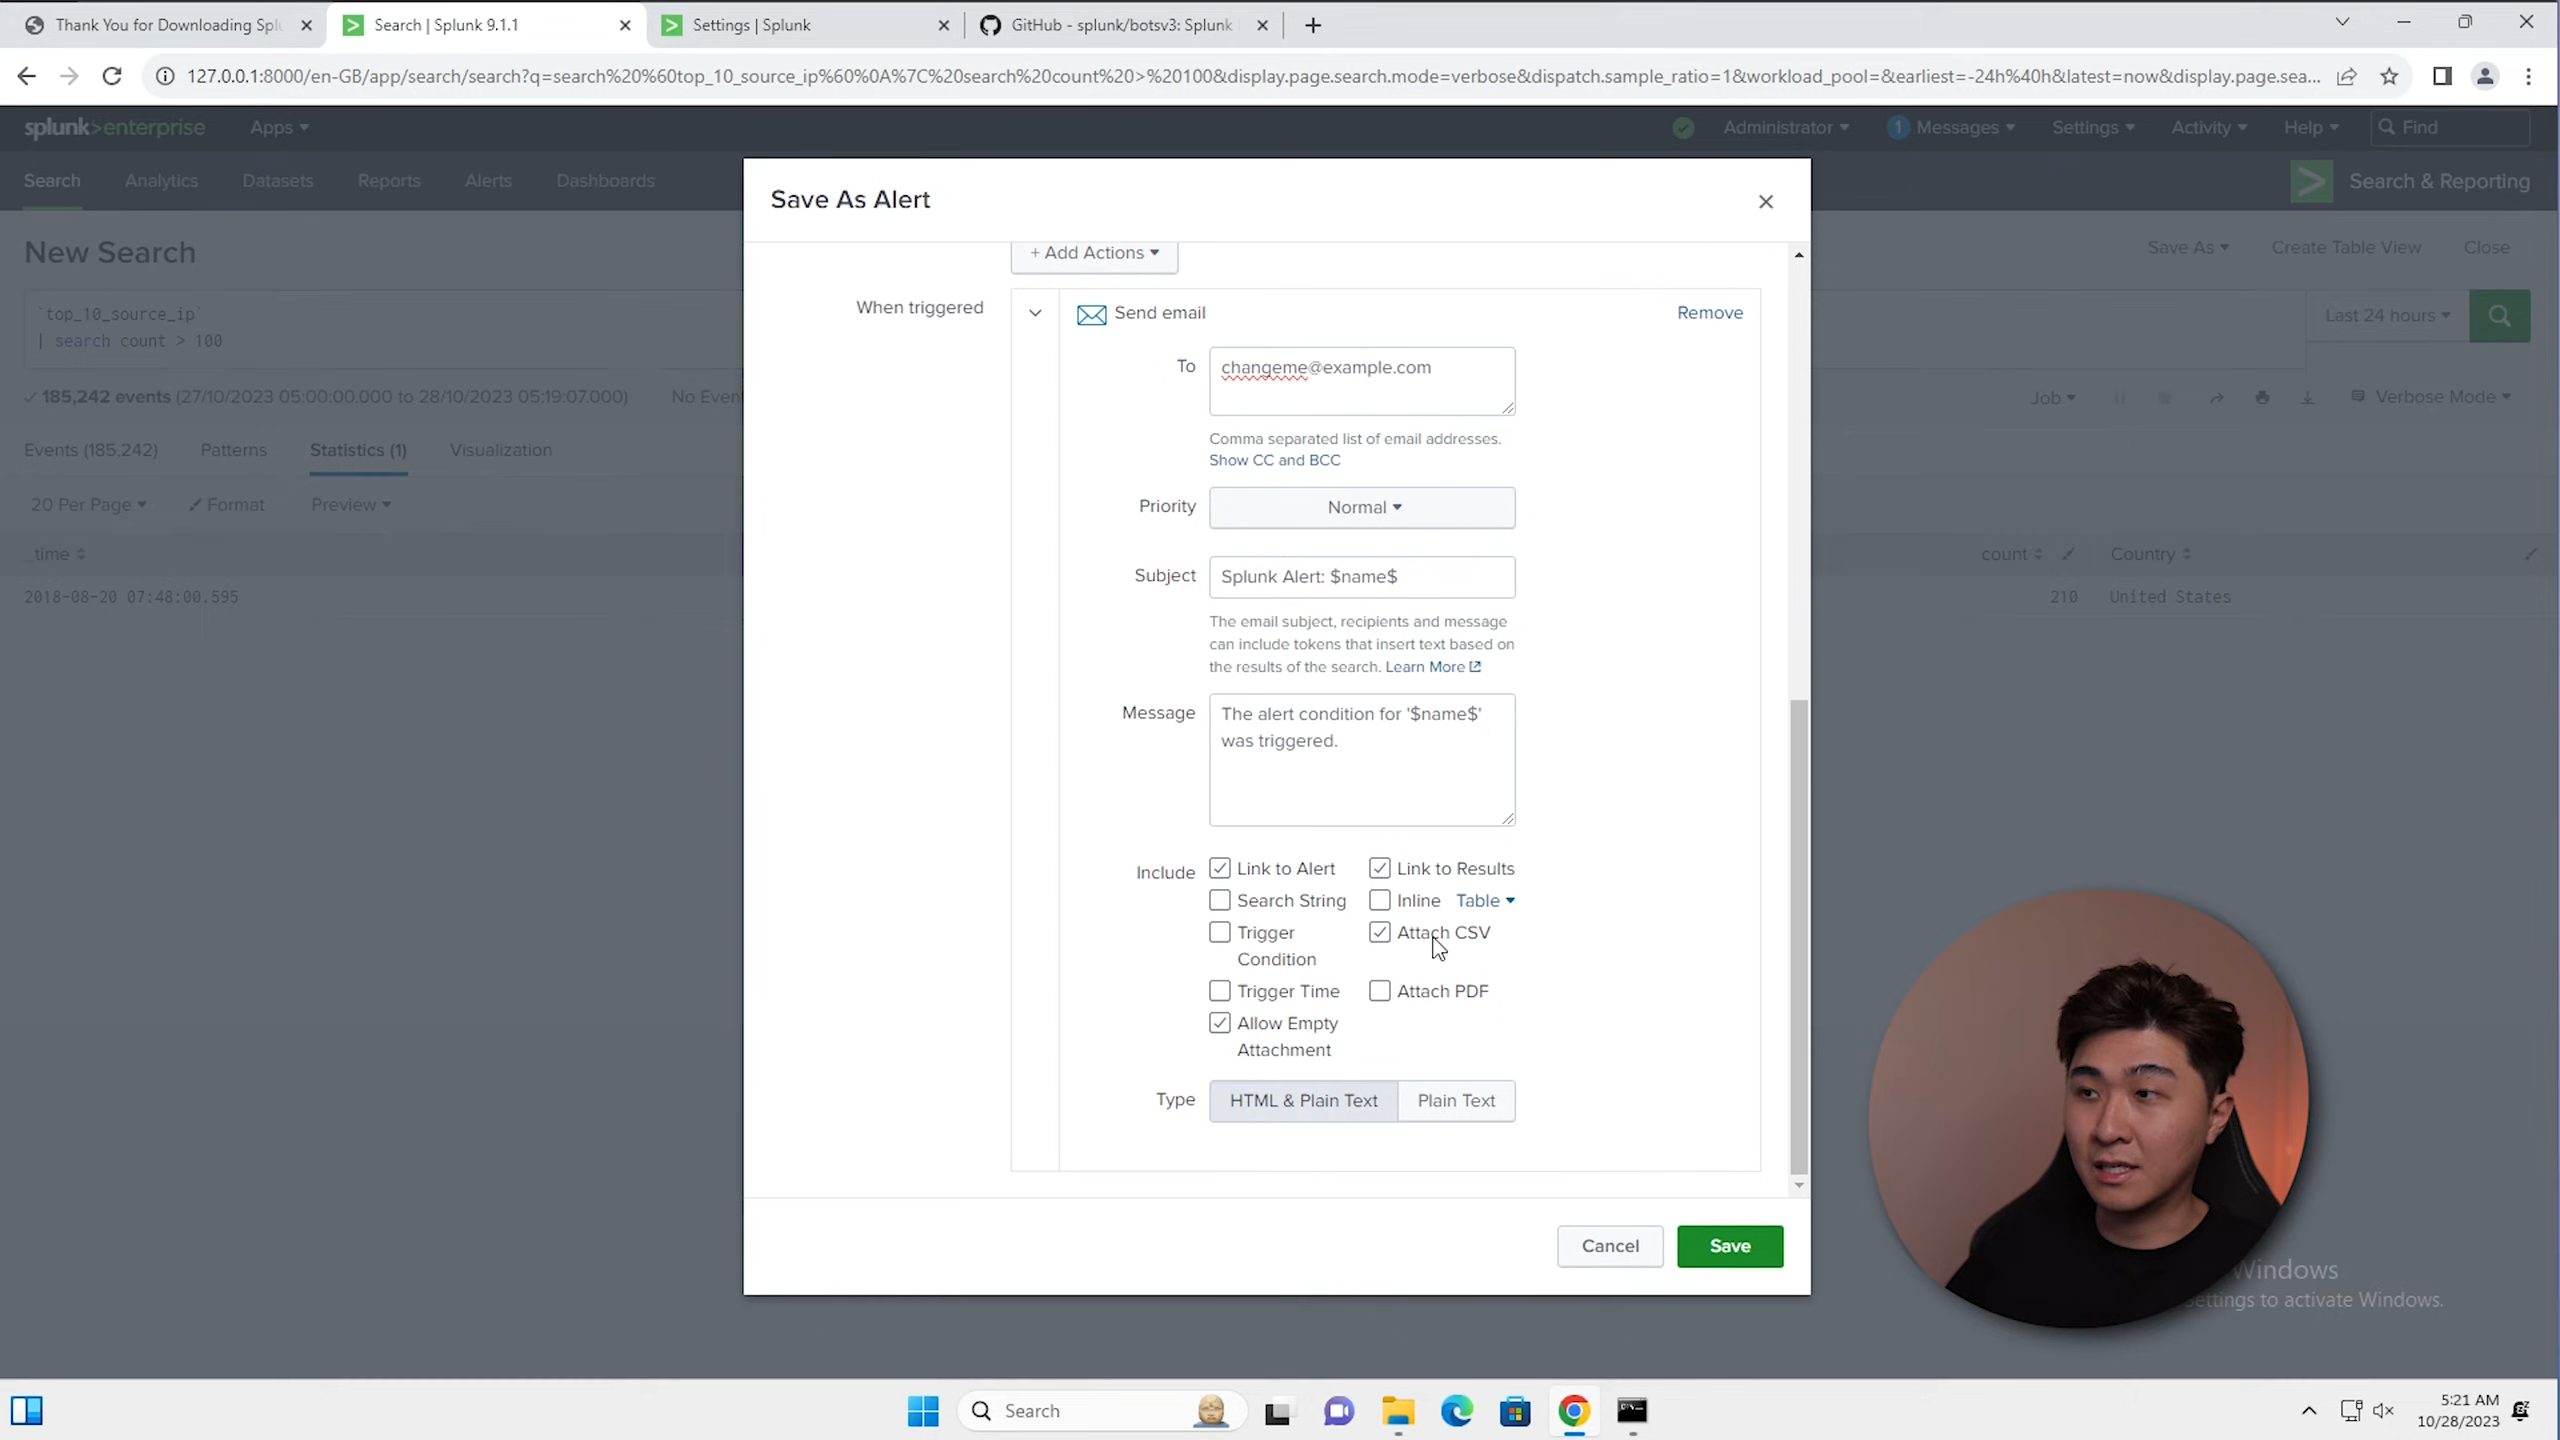 Thank You for Downloading Spl
Search | Splunk 9.1.1
Settings | Splunk
GitHub - splunk/botsv3: Splunk
127.0.0.1:8000/en-GB/app/search/search?q=search%20%60top_10_source_ip%60%0A%7C%20search%20count%20>%20100&display.page.search.mode=verbose&dispatch.sample_ratio=1&workload_pool=&earliest=-24h%40h&latest=now&display.page.sea...
splunk>enterprise
Apps
Administrator
1
Messages
Settings
Activity
Help
Find
Search
Analytics
Datasets
Reports
Alerts
Dashboards
Search & Reporting
New Search
Save As
Create Table View
Close
`top_10_source_ip`
| search count > 100
Last 24 hours
185,242 events (27/10/2023 05:00:00.000 to 28/10/2023 05:19:07.000)
No Even
Job
Verbose Mode
Events (185,242)
Patterns
Statistics (1)
Visualization
20 Per Page
Format
Preview
_time
count
Country
2018-08-20 07:48:00.595
210
United States
Save As Alert
+ Add Actions
When triggered
Send email
Remove
To
changeme@example.com
Comma separated list of email addresses.
Show CC and BCC
Priority
Normal
Subject
Splunk Alert: $name$
The email subject, recipients and message
can include tokens that insert text based on
the results of the search. Learn More
Message
The alert condition for '$name$'
was triggered.
Include
Link to Alert
Link to Results
Search String
Inline
Table
Trigger
Condition
Attach CSV
Trigger Time
Attach PDF
Allow Empty
Attachment
Type
HTML & Plain Text
Plain Text
Cancel
Save
Windows
ettings to activate Windows.
Search
5:21 AM
10/28/2023